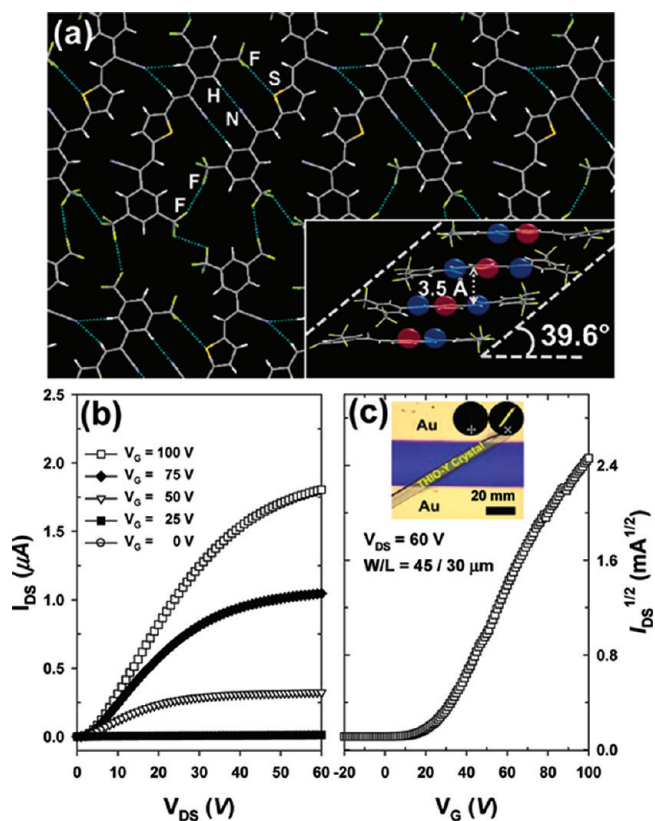 (a)
F
S
H
N
F
F
3.5 Å
39.6°
(b)
2.5
2.0
1.5
1.0
0.5
0.0
I_DS (μA)
V_G = 100 V
V_G = 75 V
V_G = 50 V
V_G = 25 V
V_G = 0 V
0 10 20 30 40 50 60
V_DS (V)
(c)
Au
THIO-Y Crystal
Au
20 mm
V_DS = 60 V
W/L = 45 / 30 μm
2.4
1.6
0.8
0.0
I_DS^1/2 (mA^1/2)
-20 0 20 40 60 80 100
V_G (V)